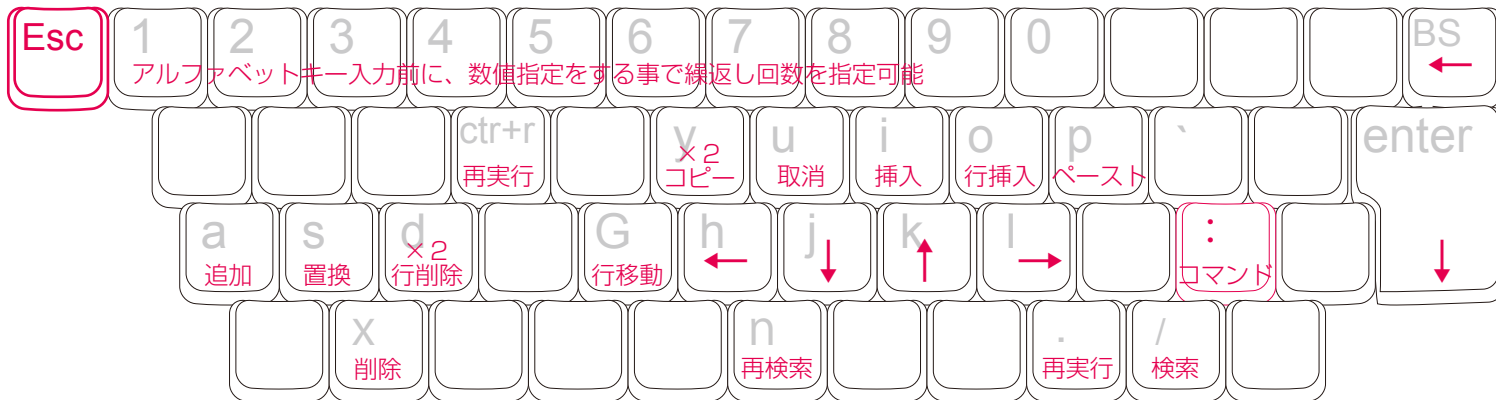 Esc 1 2 3 4 5 6 7 8 9 0 BS
アルファベットキー入力前に、数値指定をする事で繰返し回数を指定可能 ←
ctr+r y u i o p ` enter
×2
再実行 コピー 取消 挿入 行挿入 ペースト
a s d G h j k l :
×2
追加 置換 行削除 行移動 ← ↓ ↑ → コマンド ↓
x n . /
削除 再検索 再実行 検索